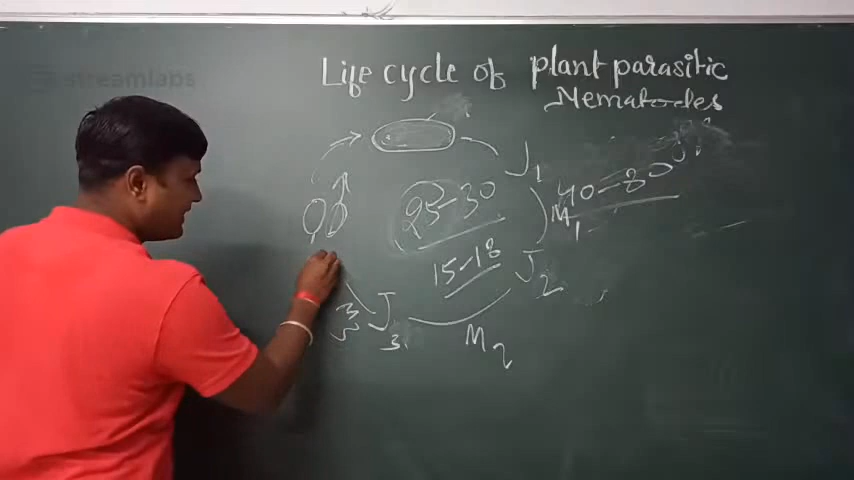 streamlabs
Life cycle of plant parasitic
Nematodes
J1
40-80
25-30
M1
15-18
J2
J3
M2